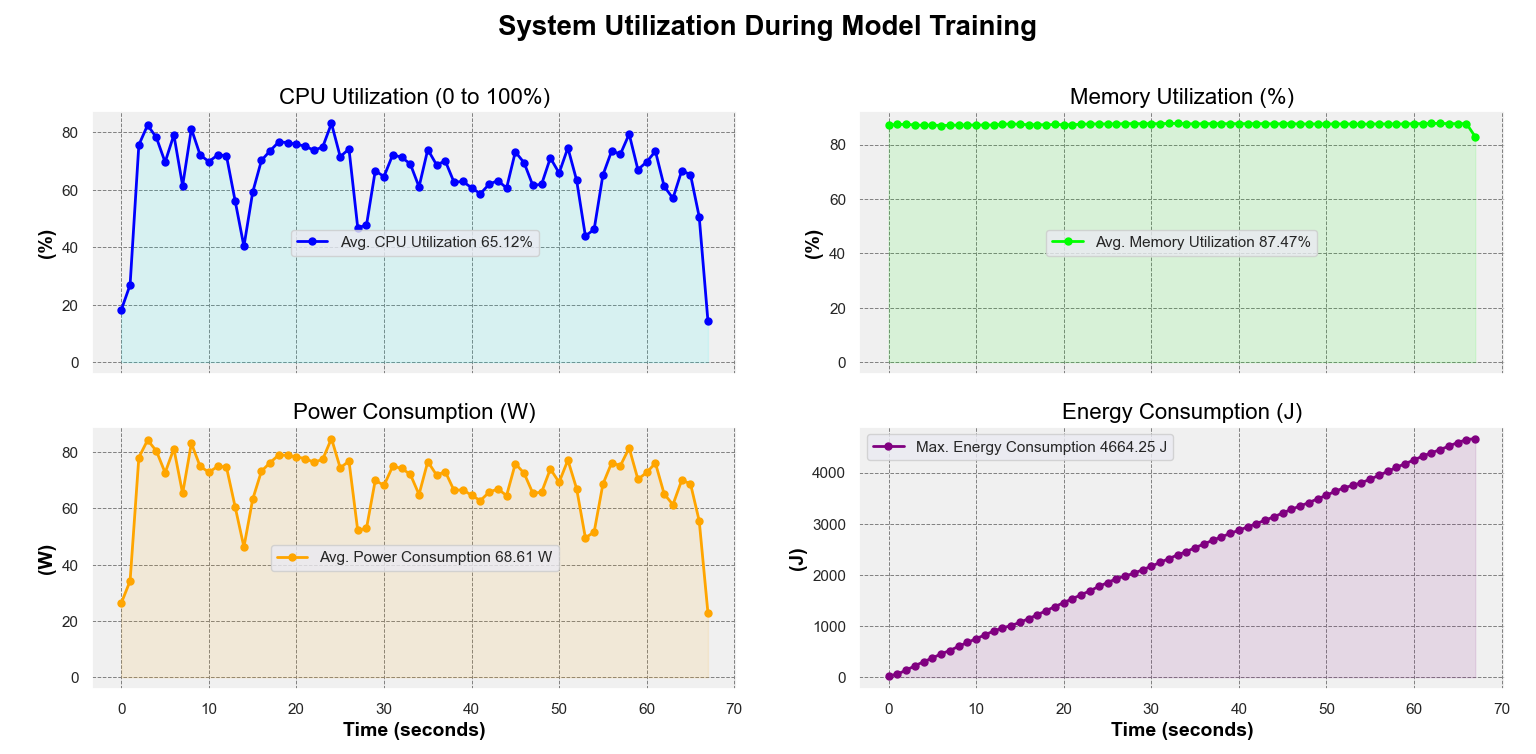 System Utilization During Model Training
CPU Utilization (0 to 100%)
80
60
40
20
0
(%)
Avg. CPU Utilization 65.12%
Memory Utilization (%)
80
60
40
20
0
(%)
Avg. Memory Utilization 87.47%
Power Consumption (W)
80
60
40
20
0
(W)
Avg. Power Consumption 68.61 W
0 10 20 30 40 50 60 70
Time (seconds)
Energy Consumption (J)
Max. Energy Consumption 4664.25 J
4000
3000
2000
1000
0
(J)
0 10 20 30 40 50 60 70
Time (seconds)